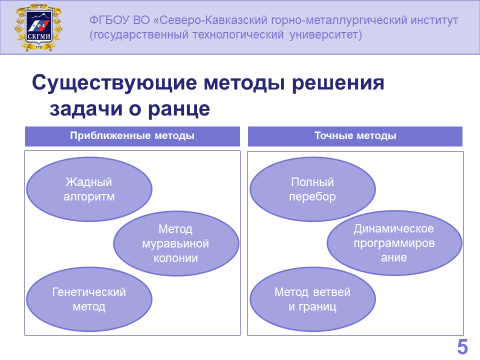 ФГБОУ ВО «Северо-Кавказский горно-металлургический институт
(государственный технологический университет)
СКГМИ
Существующие методы решения
задачи о ранце
Приближенные методы
Точные методы
Жадный
алгоритм
Метод
муравьиной
колонии
Генетический
метод
Полный
перебор
Динамическое
программиров
ание
Метод ветвей
и границ
5